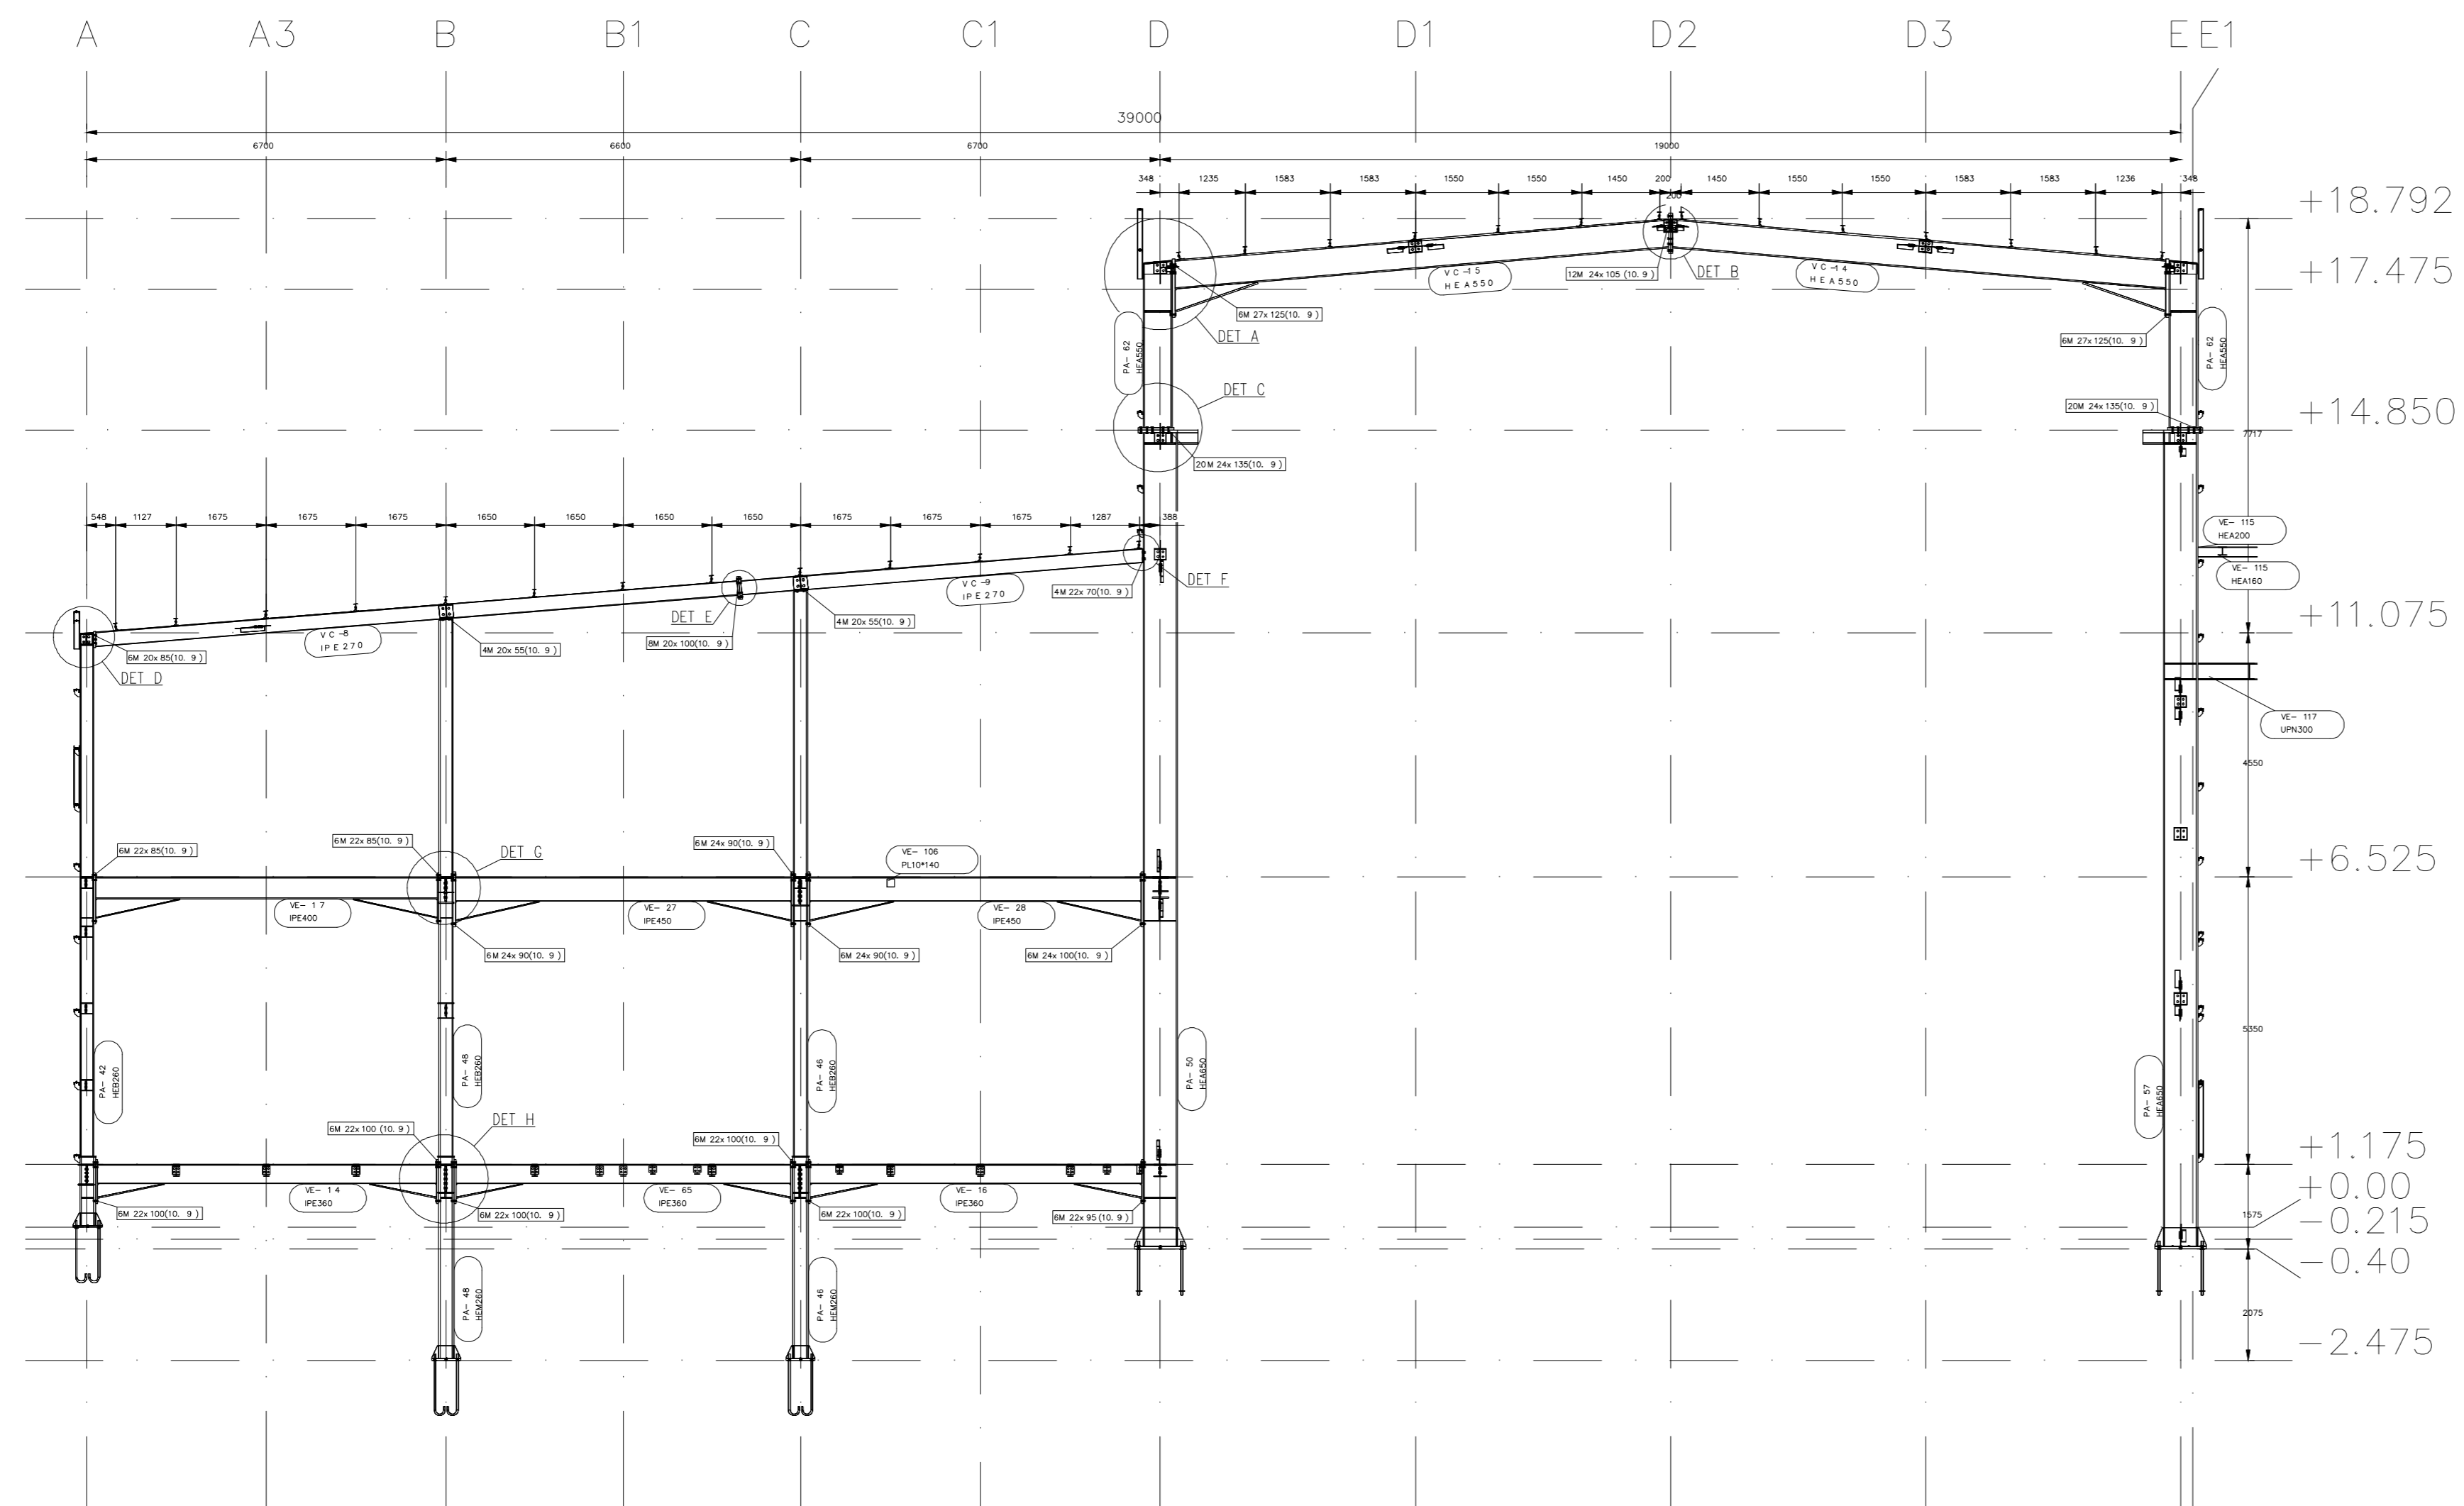 A A3 B B1 C C1 D D1 D2 D3 E E1
39000
6700 6600 6700 19000
348 1235 1583 1583 1550 1550 1450 200 1450 1550 1550 1583 1583 1236 348
200
+18.792
+17.475
+14.850
+11.075
+6.525
+1.175
+0.00
-0.215
-0.40
-2.475
7717
4550
5350
1575
2075
VC-15
HEA550
12M 24x105 (10.9)
DET B
VC-14
HEA550
6M 27x125(10.9)
DET A
PA-62
HEA550
6M 27x125(10.9)
PA-62
HEA550
DET C
20M 24x135(10.9)
20M 24x135(10.9)
548 1127 1675 1675 1675 1650 1650 1650 1650 1675 1675 1675 1287 388
VE-115
HEA200
VE-115
HEA160
VE-117
UPN300
DET F
4M 22x70(10.9)
VC-9
IPE270
DET E
4M 20x55(10.9)
8M 20x100(10.9)
4M 20x55(10.9)
VC-8
IPE270
6M 20x85(10.9)
DET D
6M 22x85(10.9)
6M 22x85(10.9)
DET G
6M 24x90(10.9)
VE-106
PL10*140
VE-17
IPE400
VE-27
IPE450
VE-28
IPE450
6M 24x90(10.9)
6M 24x90(10.9)
6M 24x100(10.9)
PA-42
HEB260
PA-48
HEB260
PA-46
HEB260
PA-50
HEA650
PA-57
HEA650
6M 22x100 (10.9)
DET H
6M 22x100(10.9)
VE-14
IPE360
VE-65
IPE360
VE-16
IPE360
6M 22x100(10.9)
6M 22x100(10.9)
6M 22x100(10.9)
6M 22x95 (10.9)
PA-48
HEM260
PA-46
HEM260